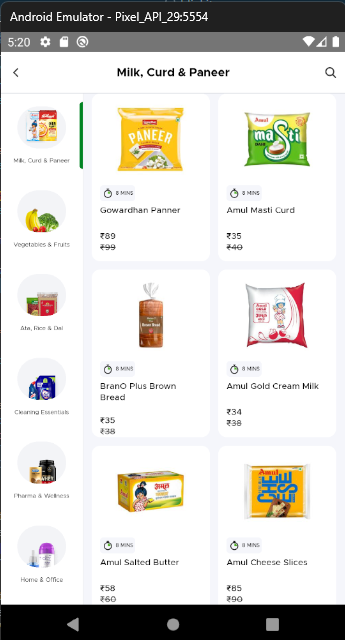 Android Emulator - Pixel_API_29:5554
5:20
Milk, Curd & Paneer
Milk, Curd & Paneer
Vegetables & Fruits
Ata, Rice & Dal
Cleaning Essentials
Pharma & Wellness
Home & Office
PANEER
8 MINS
Gowardhan Panner
₹89
₹99
Amul
maSti
8 MINS
Amul Masti Curd
₹35
₹40
Brown Bread
8 MINS
BranO Plus Brown
Bread
₹35
₹38
8 MINS
Amul Gold Cream Milk
₹34
₹38
8 MINS
Amul Salted Butter
₹58
₹60
Amul
8 MINS
Amul Cheese Slices
₹85
₹90